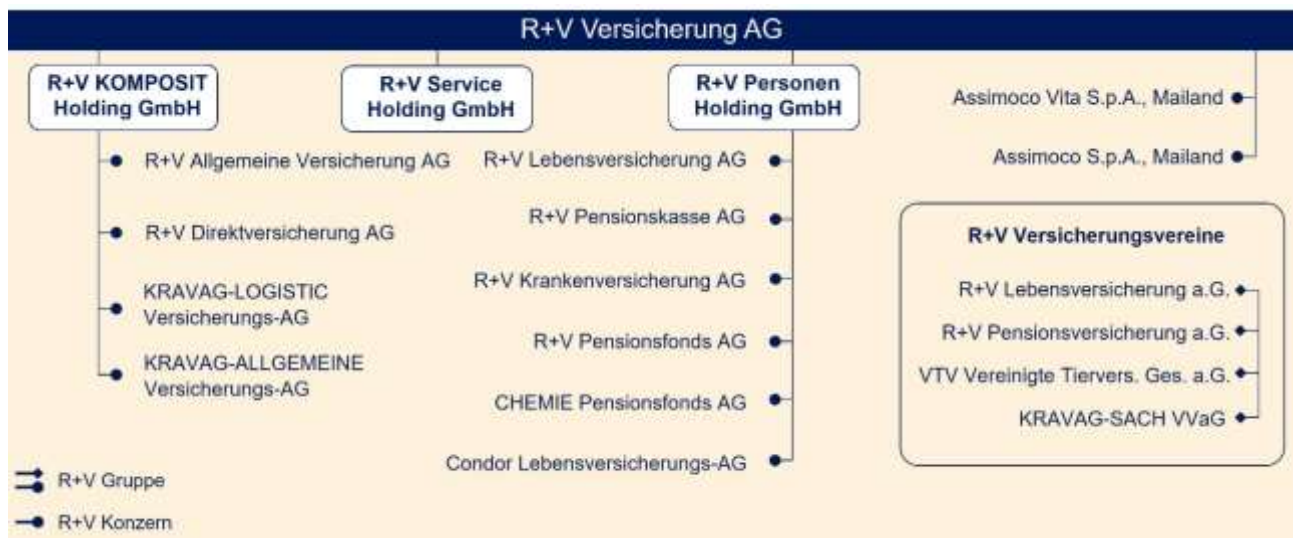 R+V Versicherung AG
R+V KOMPOSIT
Holding GmbH
R+V Allgemeine Versicherung AG
R+V Direktversicherung AG
KRAVAG-LOGISTIC
Versicherungs-AG
KRAVAG-ALLGEMEINE
Versicherungs-AG
R+V Service
Holding GmbH
R+V Personen
Holding GmbH
R+V Lebensversicherung AG
R+V Pensionskasse AG
R+V Krankenversicherung AG
R+V Pensionsfonds AG
CHEMIE Pensionsfonds AG
Condor Lebensversicherungs-AG
Assimoco Vita S.p.A., Mailand
Assimoco S.p.A., Mailand
R+V Versicherungsvereine
R+V Lebensversicherung a.G.
R+V Pensionsversicherung a.G.
VTV Vereinigte Tiervers. Ges. a.G.
KRAVAG-SACH VVaG
R+V Gruppe
R+V Konzern